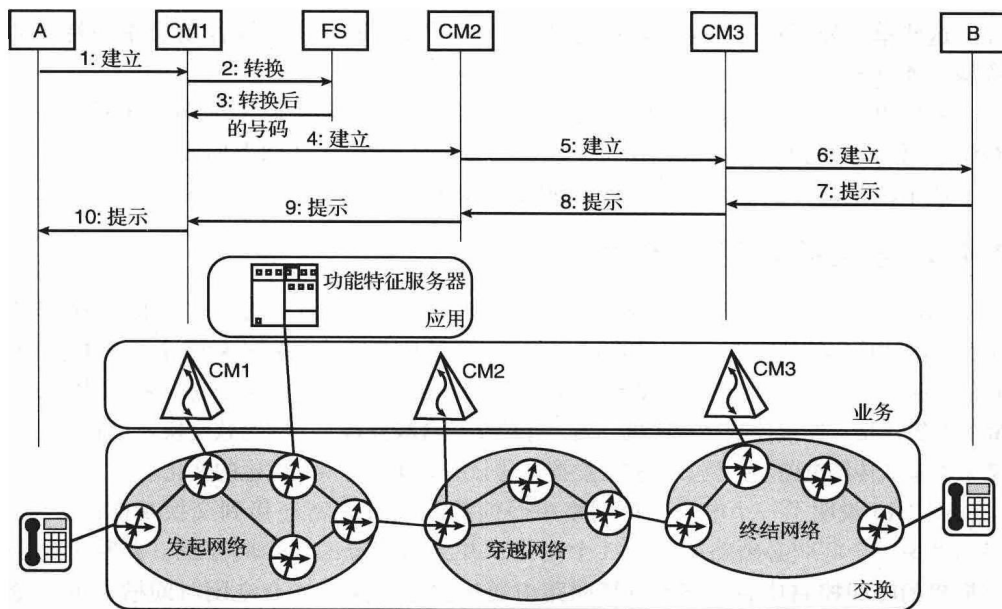 A
CM1
FS
CM2
CM3
B
1: 建立
2: 转换
3: 转换后
的号码
4: 建立
5: 建立
6: 建立
7: 提示
8: 提示
9: 提示
10: 提示
功能特征服务器
应用
CM1
CM2
CM3
业务
发起网络
穿越网络
终结网络
交换